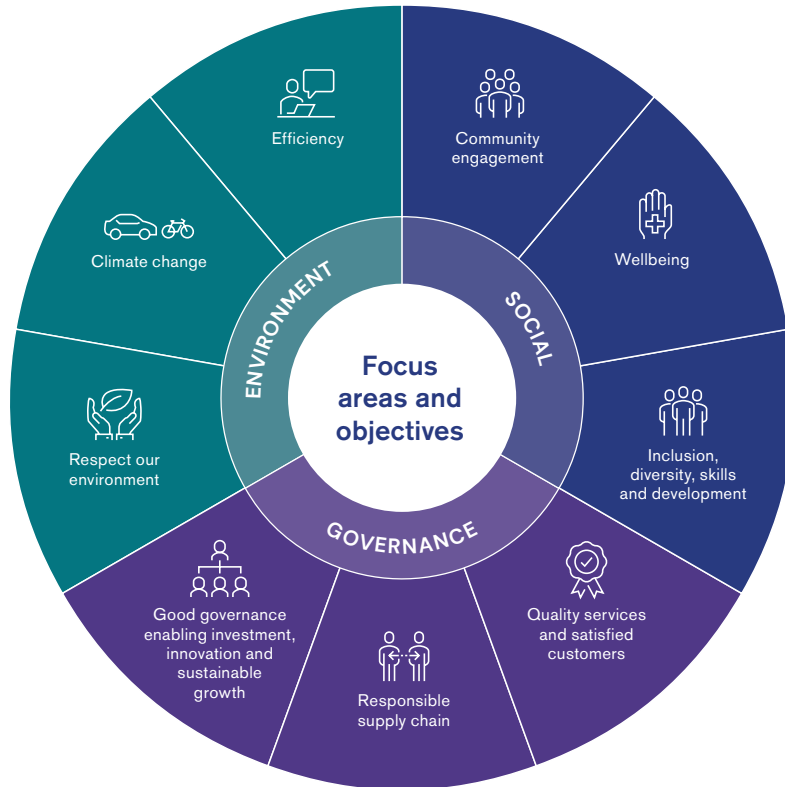 Focus
areas and
objectives
ENVIRONMENT
SOCIAL
GOVERNANCE
Efficiency
Community
engagement
Climate change
Wellbeing
Respect our
environment
Inclusion,
diversity, skills
and development
Good governance
enabling investment,
innovation and
sustainable
growth
Responsible
supply chain
Quality services
and satisfied
customers